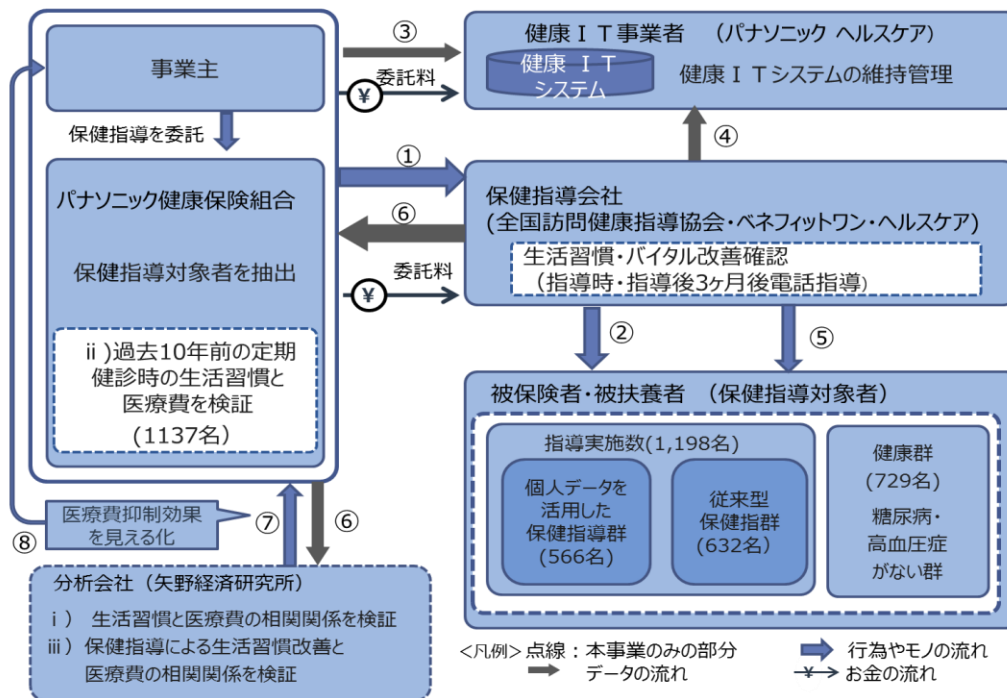 事業主
保健指導を委託
パナソニック健康保険組合
保健指導対象者を抽出
ⅱ)過去10年前の定期
健診時の生活習慣と
医療費を検証
(1137名)
③
委託料
¥
①
⑥
委託料
¥
健康ＩＴ事業者 （パナソニック ヘルスケア）
健康 ＩＴ
システム
健康ＩＴシステムの維持管理
④
保健指導会社
(全国訪問健康指導協会・ベネフィットワン・ヘルスケア)
生活習慣・バイタル改善確認
（指導時・指導後3ヶ月後電話指導）
②
⑤
被保険者・被扶養者 （保健指導対象者）
指導実施数(1,198名)
個人データを
活用した
保健指導群
(566名)
従来型
保健指群
(632名)
健康群
(729名)
糖尿病・
高血圧症
がない群
⑧
医療費抑制効果
を見える化
⑦
⑥
分析会社（矢野経済研究所）
ⅰ） 生活習慣と医療費の相関関係を検証
ⅲ）保健指導による生活習慣改善と
医療費の相関関係を検証
<凡例> 点線：本事業のみの部分
行為やモノの流れ
データの流れ
¥
お金の流れ